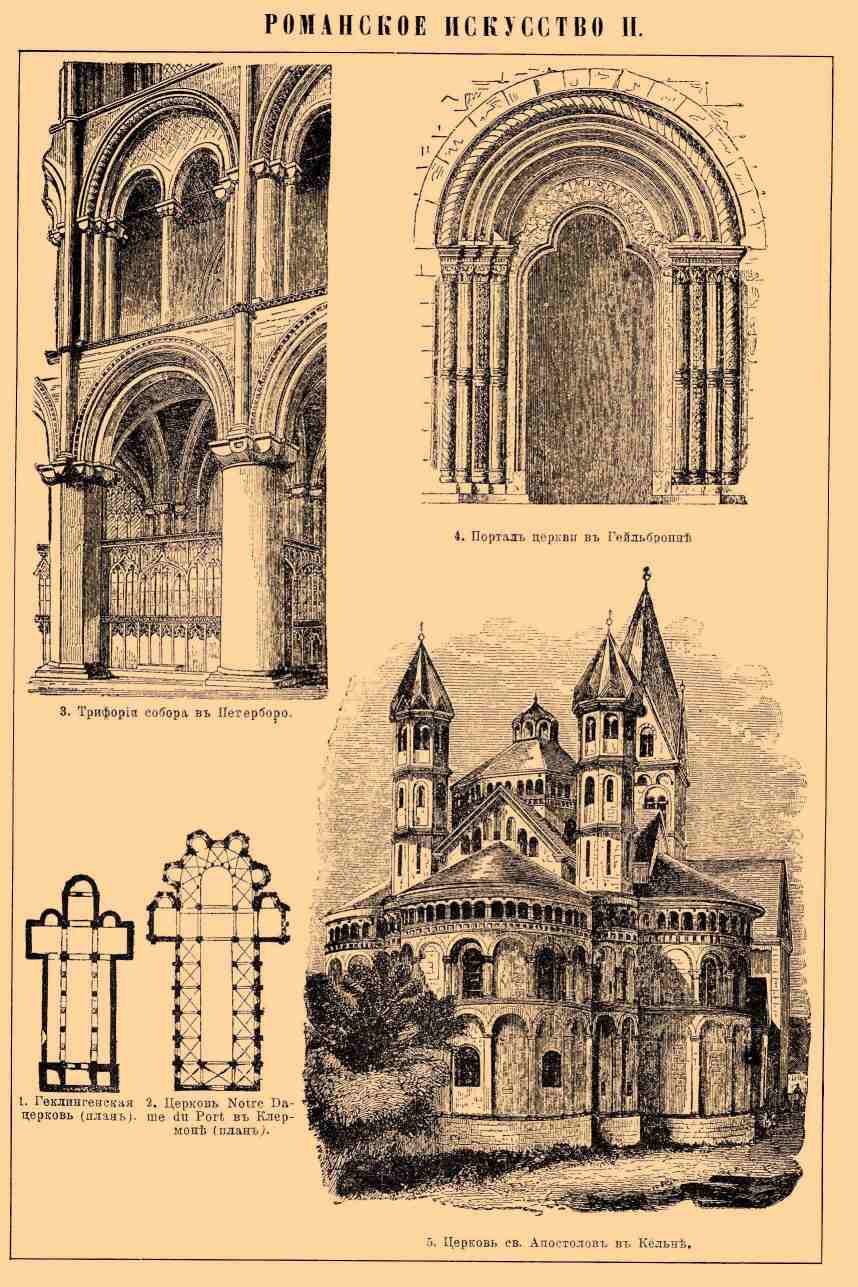 РОМАНСКОЕ ИСКУССТВО II.
3. Трифорія собора въ Петерборо.
4. Порталъ церкви въ Гейльброннѣ
1. Геклингенская
церковь (планъ).
2. Церковь Notre Da-
me du Port въ Клер-
монѣ (планъ).
5. Церковь св. Апостоловъ въ Кельнѣ.